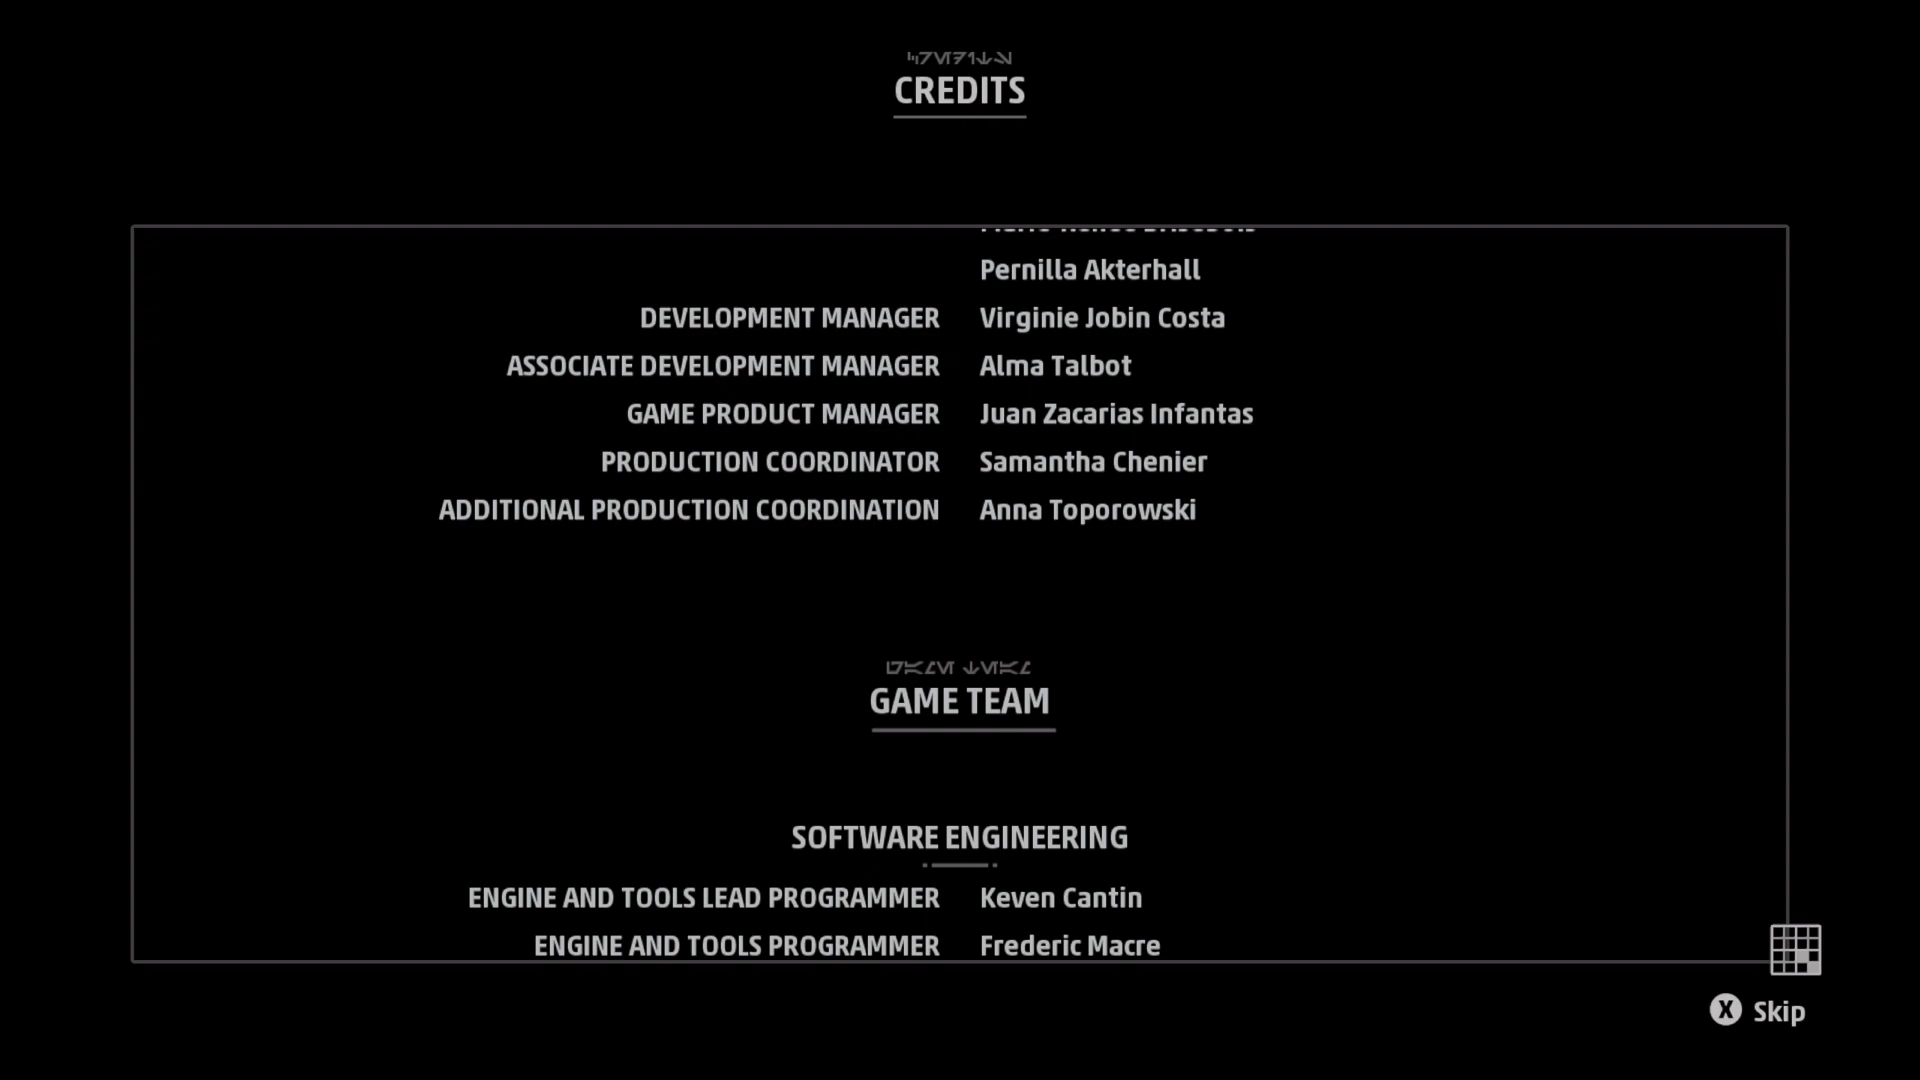 CREDITS
Pernilla Akterhall
DEVELOPMENT MANAGER Virginie Jobin Costa
ASSOCIATE DEVELOPMENT MANAGER Alma Talbot
GAME PRODUCT MANAGER Juan Zacarias Infantas
PRODUCTION COORDINATOR Samantha Chenier
ADDITIONAL PRODUCTION COORDINATION Anna Toporowski
GAME TEAM
SOFTWARE ENGINEERING
ENGINE AND TOOLS LEAD PROGRAMMER Keven Cantin
ENGINE AND TOOLS PROGRAMMER Frederic Macre
X Skip